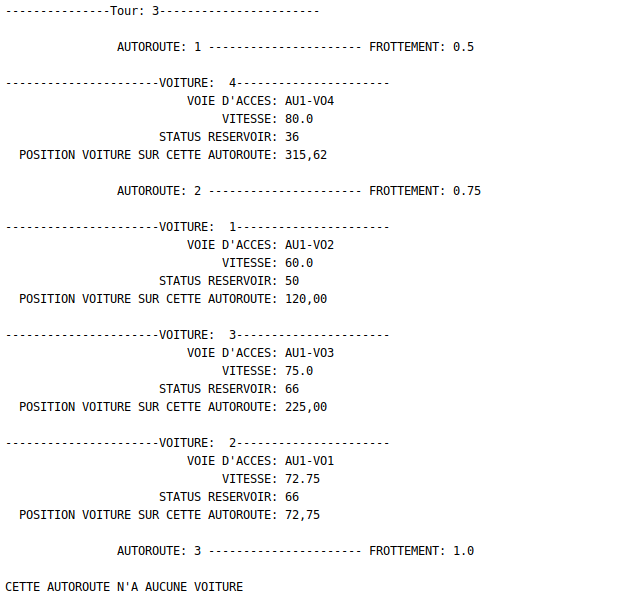 ---------------Tour: 3-----------------------
AUTOROUTE: 1 ---------------------- FROTTEMENT: 0.5
----------------------VOITURE:  4----------------------
VOIE D'ACCES: AU1-VO4
VITESSE: 80.0
STATUS RESERVOIR: 36
POSITION VOITURE SUR CETTE AUTOROUTE: 315,62
AUTOROUTE: 2 ---------------------- FROTTEMENT: 0.75
----------------------VOITURE:  1----------------------
VOIE D'ACCES: AU1-VO2
VITESSE: 60.0
STATUS RESERVOIR: 50
POSITION VOITURE SUR CETTE AUTOROUTE: 120,00
----------------------VOITURE:  3----------------------
VOIE D'ACCES: AU1-VO3
VITESSE: 75.0
STATUS RESERVOIR: 66
POSITION VOITURE SUR CETTE AUTOROUTE: 225,00
----------------------VOITURE:  2----------------------
VOIE D'ACCES: AU1-VO1
VITESSE: 72.75
STATUS RESERVOIR: 66
POSITION VOITURE SUR CETTE AUTOROUTE: 72,75
AUTOROUTE: 3 ---------------------- FROTTEMENT: 1.0
CETTE AUTOROUTE N'A AUCUNE VOITURE